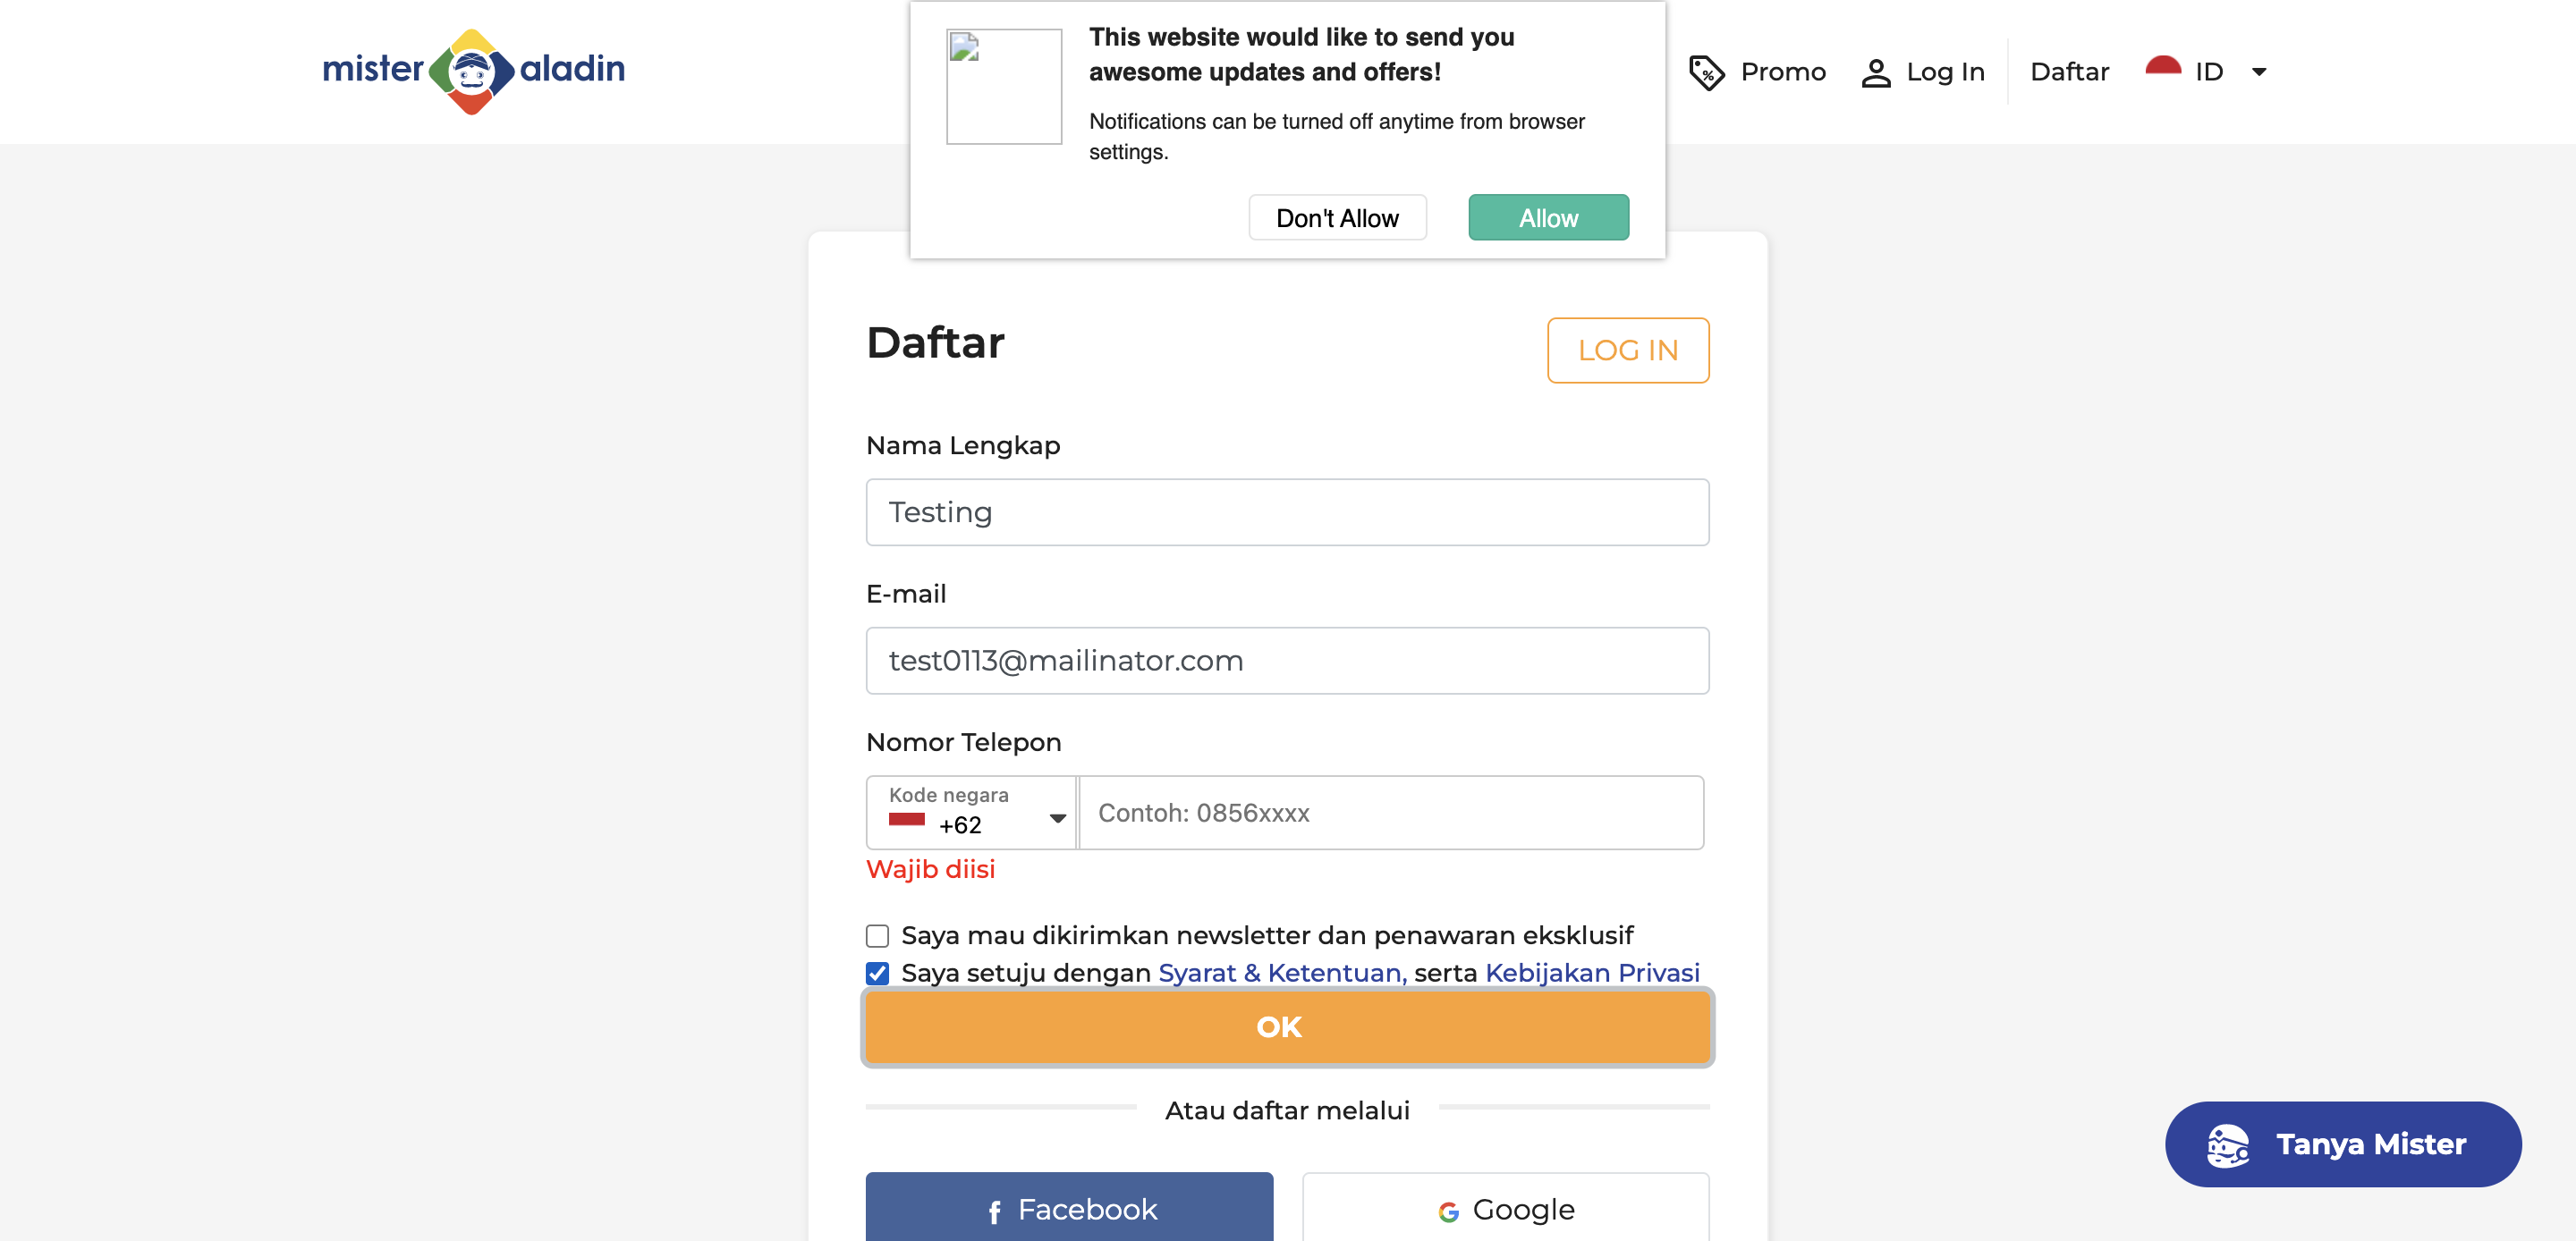 mister aladin
This website would like to send you
awesome updates and offers!
Notifications can be turned off anytime from browser
settings.
Don't Allow
Allow
Promo
Log In
Daftar
ID
Daftar
LOG IN
Nama Lengkap
Testing
E-mail
test0113@mailinator.com
Nomor Telepon
Kode negara
+62
Contoh: 0856xxxx
Wajib diisi
Saya mau dikirimkan newsletter dan penawaran eksklusif
Saya setuju dengan Syarat & Ketentuan, serta Kebijakan Privasi
OK
Atau daftar melalui
Facebook
Google
Tanya Mister